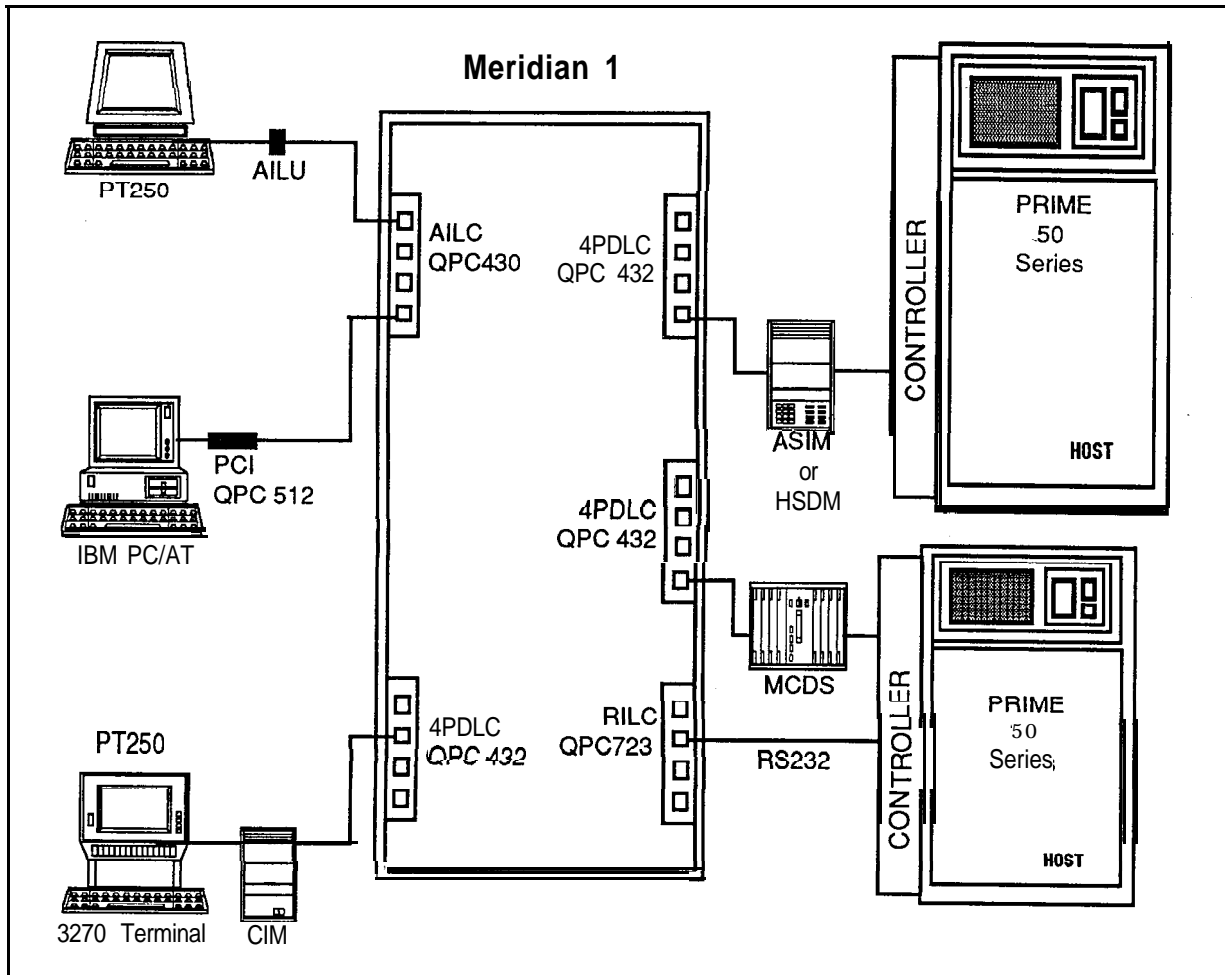 Meridian 1
PT250
AILU
AILC
QPC430
4PDLC
QPC 432
CONTROLLER
PRIME
50
Series
HOST
PCI
QPC 512
IBM PC/AT
ASIM
or
HSDM
4PDLC
QPC 432
MCDS
PT250
4PDLC
QPC 432
RILC
QPC723
RS232
CONTROLLER
PRIME
50
Series
HOST
3270 Terminal
CIM